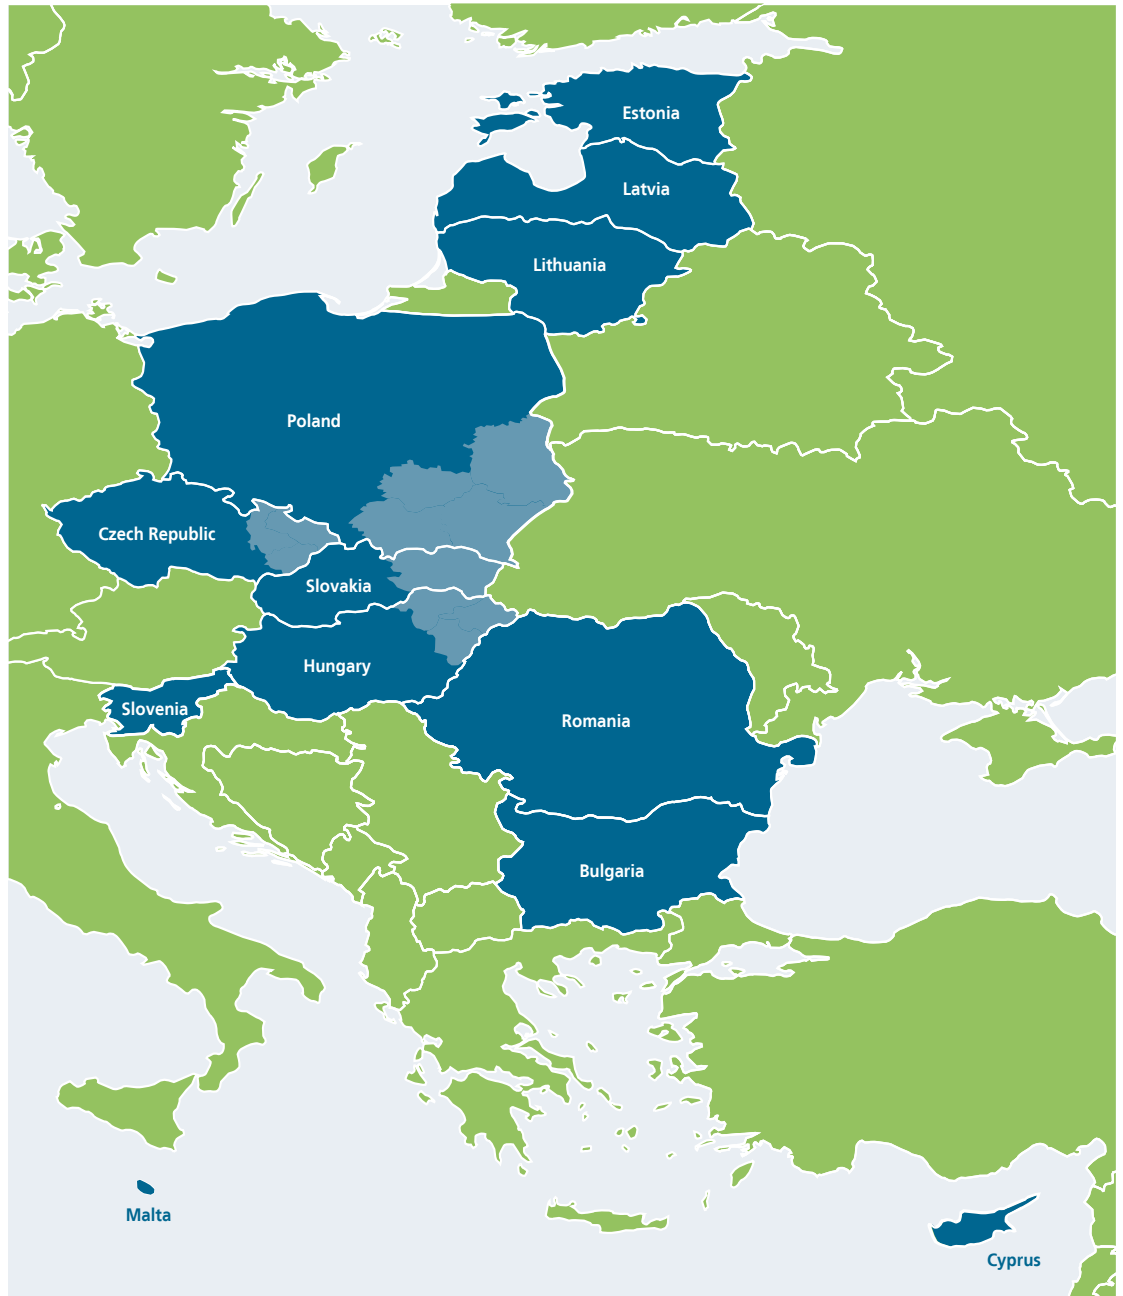 Estonia
Latvia
Lithuania
Poland
Czech Republic
Slovakia
Hungary
Slovenia
Romania
Bulgaria
Malta
Cyprus